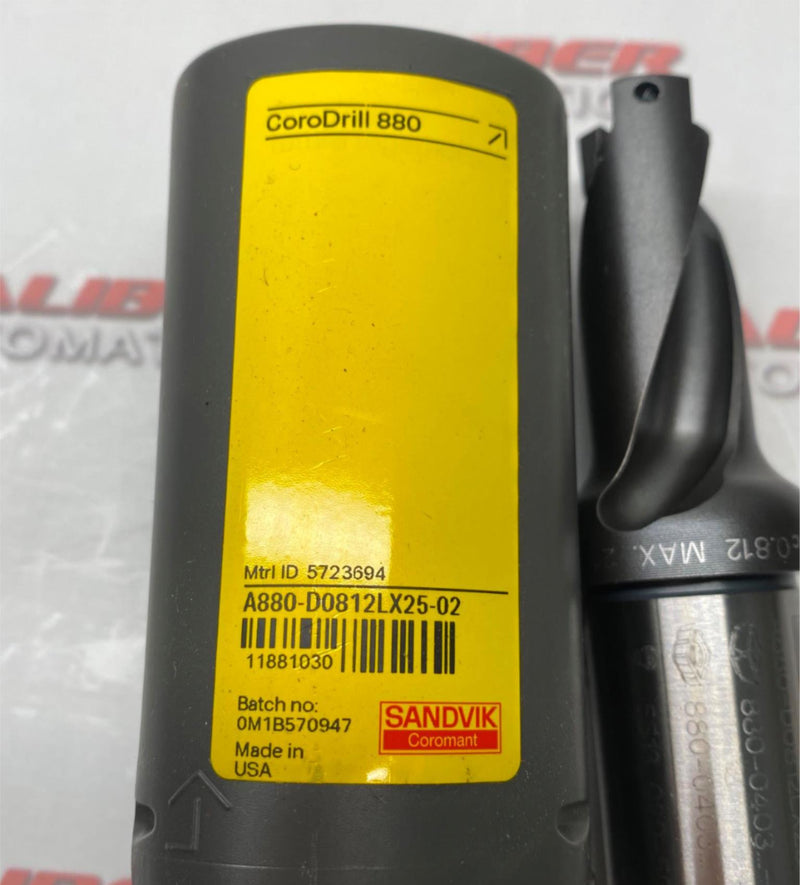 CoroDrill 880
Mtrl ID 5723694
A880-D0812LX25-02
11881030
Batch no:
0M1B570947
Made in
USA
SANDVIK
Coromant
0.812 MAX.
880-0403...
880-0403...